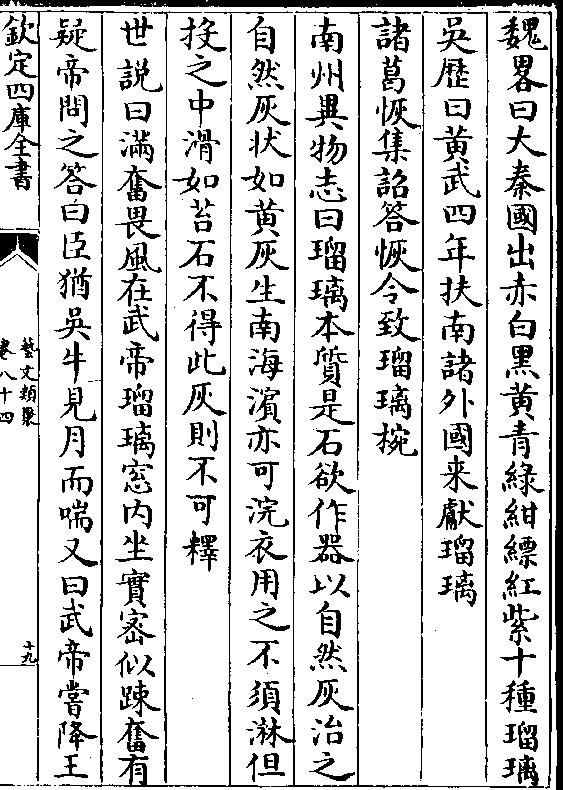 魏畧曰大秦國出赤白黑黄青綠紺縹紅紫十種瑠璃
吳歴曰黄武四年扶南諸外國来獻瑠璃
諸葛恢集詔答恢今致瑠璃椀
南州異物志曰瑠璃本質是石欲作器以自然灰治之
自然灰状如黄灰生南海濵亦可浣衣用之不須淋但
投之中滑如苔石不得此灰則不可釋
世説曰滿奮畏風在武帝瑠璃窓内坐實宻似踈奮有
疑帝問之答曰臣猶吳牛見月而喘又曰武帝嘗降王
欽定四庫全書
藝文類聚
卷八十四
十九